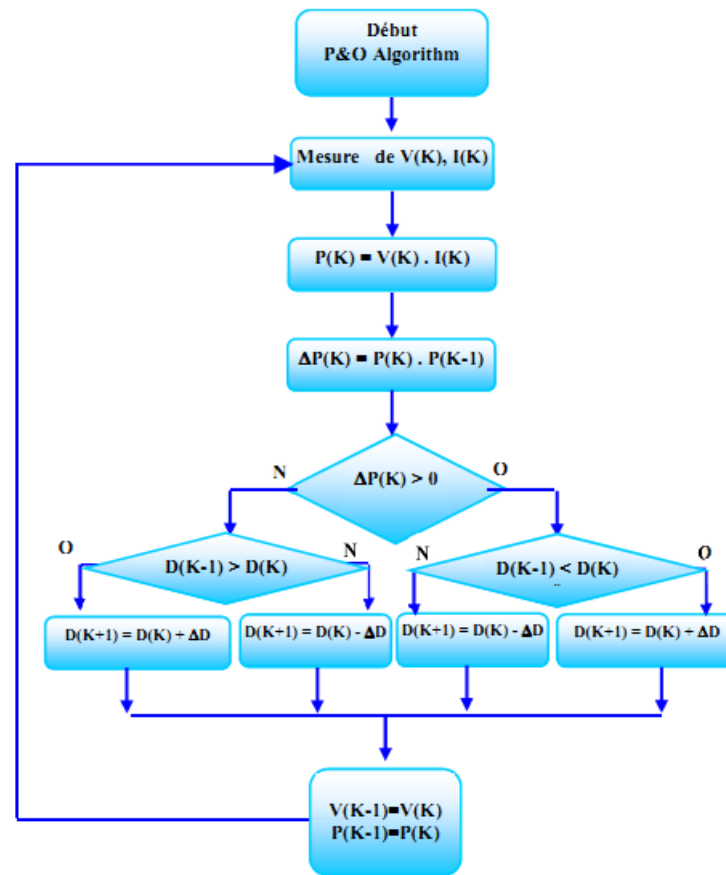 Début
P&O Algorithm
Mesure de V(K), I(K)
P(K) = V(K) . I(K)
ΔP(K) = P(K) . P(K-1)
ΔP(K) > 0
N
O
D(K-1) > D(K)
O
N
D(K-1) < D(K)
N
O
D(K+1) = D(K) + ΔD
D(K+1) = D(K) - ΔD
D(K+1) = D(K) - ΔD
D(K+1) = D(K) + ΔD
V(K-1)=V(K)
P(K-1)=P(K)